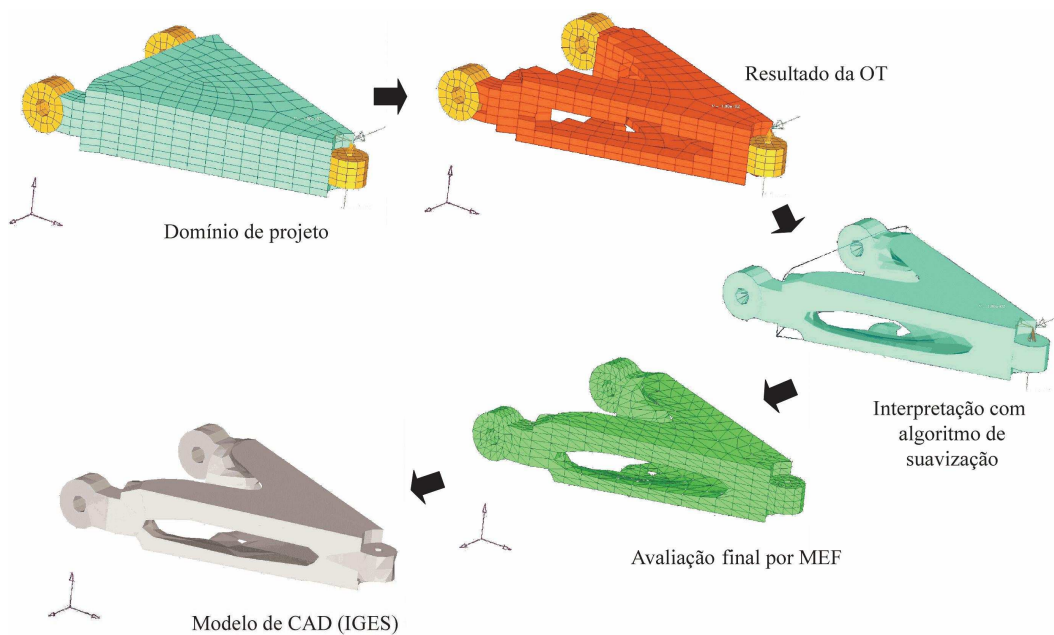 Resultado da OT
Domínio de projeto
Interpretação com
algoritmo de
suavização
Avaliação final por MEF
Modelo de CAD (IGES)